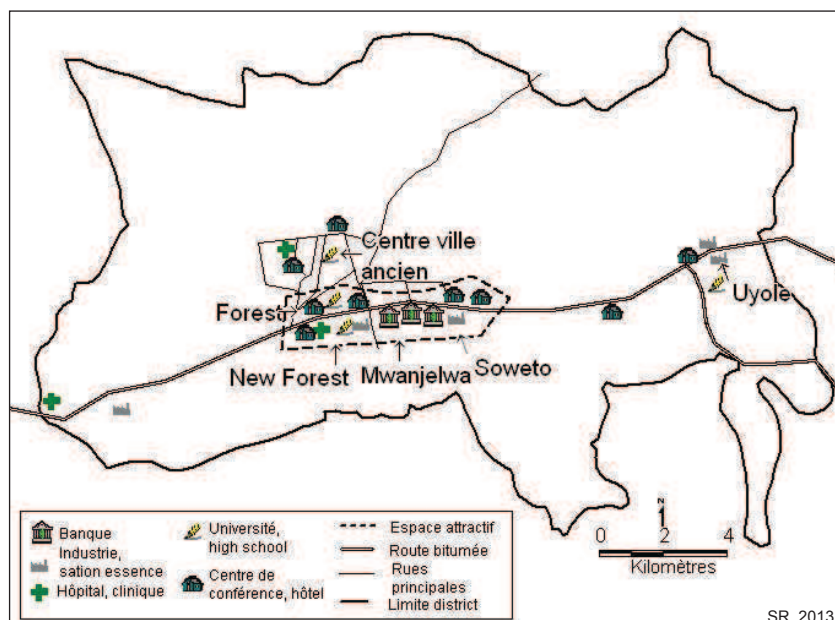 Centre ville
ancien
Forest
Uyole
New Forest
Mwanjelwa
Soweto
Banque
Industrie,
sation essence
Hôpital, clinique
Université,
high school
Centre de
conférence, hôtel
Espace attractif
Route bitumée
Rues
principales
Limite district
N
0 2 4
Kilomètres
SR, 2013